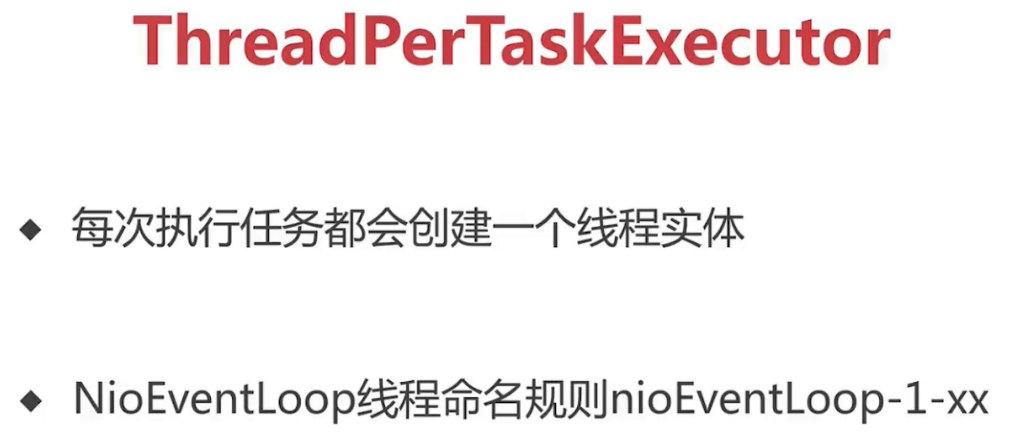 ThreadPerTaskExecutor
每次执行任务都会创建一个线程实体
NioEventLoop线程命名规则nioEventLoop-1-xx